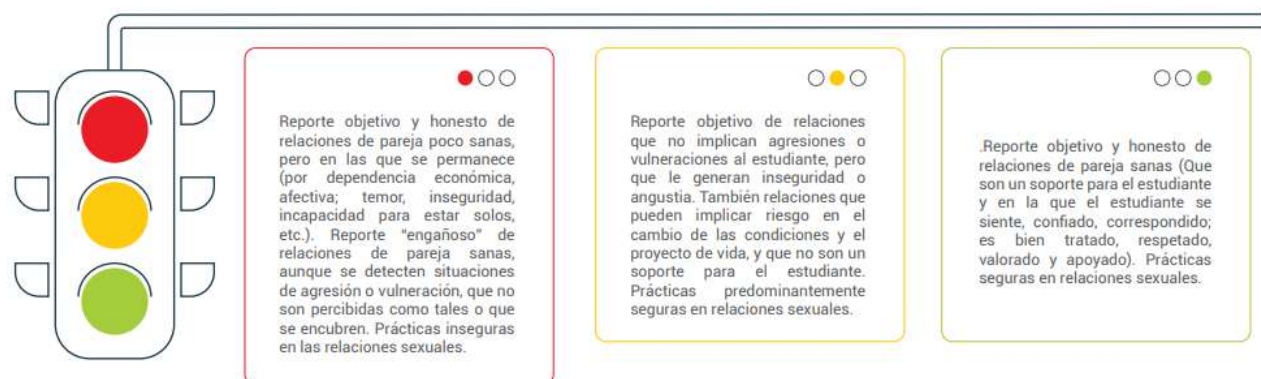 Reporte objetivo y honesto de
relaciones de pareja poco sanas,
pero en las que se permanece
(por dependencia económica,
afectiva; temor, inseguridad,
incapacidad para estar solos,
etc.). Reporte “engañoso” de
relaciones de pareja sanas,
aunque se detecten situaciones
de agresión o vulneración, que no
son percibidas como tales o que
se encubren. Prácticas inseguras
en las relaciones sexuales.
Reporte objetivo de relaciones
que no implican agresiones o
vulneraciones al estudiante, pero
que le generan inseguridad o
angustia. También relaciones que
pueden implicar riesgo en el
cambio de las condiciones y el
proyecto de vida, y que no son un
soporte para el estudiante.
Prácticas predominantemente
seguras en relaciones sexuales.
.Reporte objetivo y honesto de
relaciones de pareja sanas (Que
son un soporte para el estudiante
y en la que el estudiante se
siente, confiado, correspondido;
es bien tratado, respetado,
valorado y apoyado). Prácticas
seguras en relaciones sexuales.